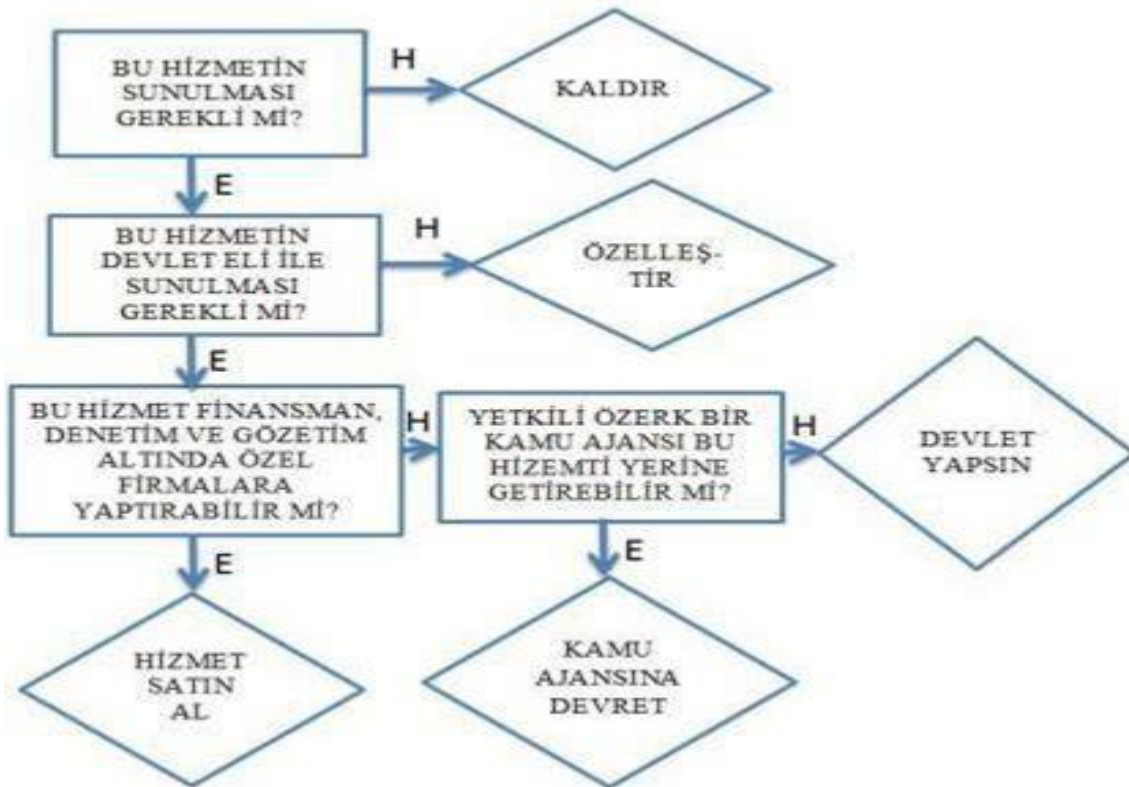 BU HİZMETİN
SUNULMASI
GEREKLİ Mİ?
H
KALDIR
E
BU HİZMETİN
DEVLET ELİ İLE
SUNULMASI
GEREKLİ Mİ?
H
ÖZELLEŞ-
TİR
E
BU HİZMET FİNANSMAN,
DENETİM VE GÖZETİM
ALTINDA ÖZEL
FİRMALARA
YAPTIRABİLİR Mİ?
H
YETKİLİ ÖZERK BİR
KAMU AJANSI BU
HİZEMTİ YERİNE
GETİREBİLİR Mİ?
H
DEVLET
YAPSIN
E
HİZMET
SATIN
AL
E
KAMU
AJANSINA
DEVRET